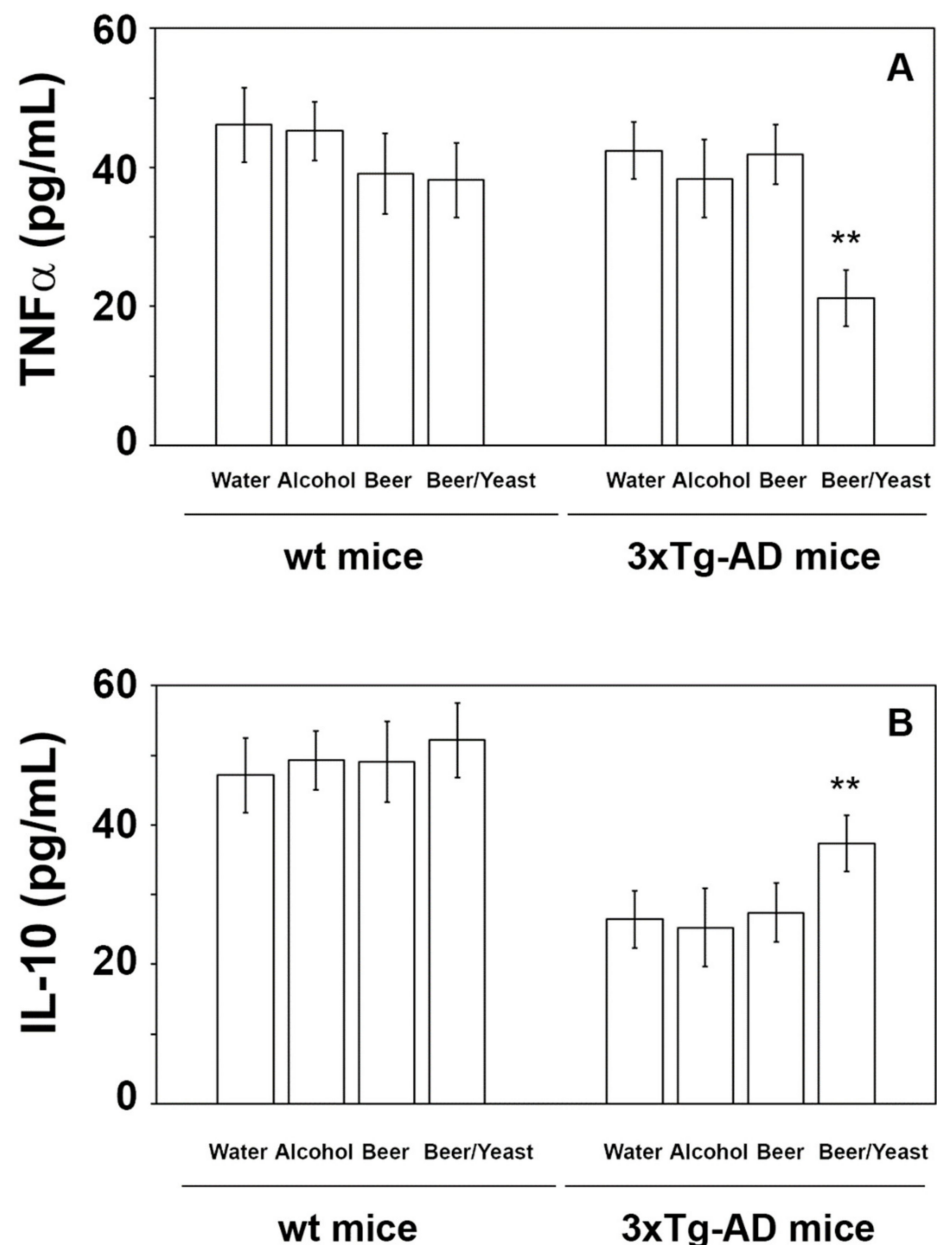 A
TNFα (pg/mL)
60
40
20
0
**
Water Alcohol Beer Beer/Yeast Water Alcohol Beer Beer/Yeast
wt mice 3xTg-AD mice
B
IL-10 (pg/mL)
60
40
20
0
**
Water Alcohol Beer Beer/Yeast Water Alcohol Beer Beer/Yeast
wt mice 3xTg-AD mice